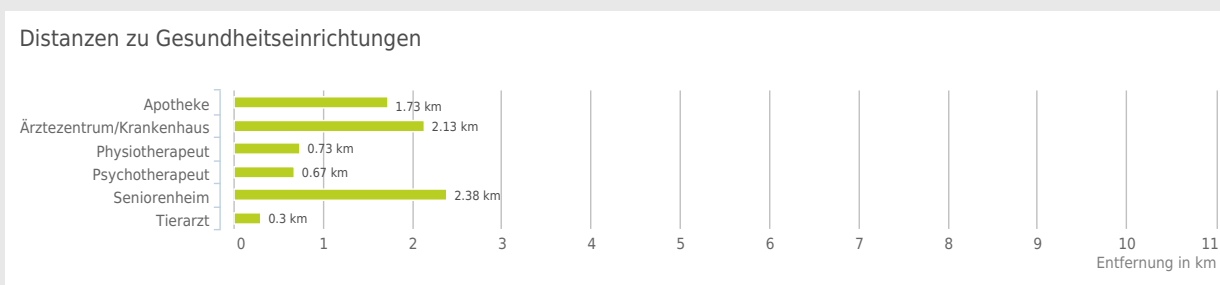 Distanzen zu Gesundheitseinrichtungen
Apotheke 1.73 km
Ärztezentrum/Krankenhaus 2.13 km
Physiotherapeut 0.73 km
Psychotherapeut 0.67 km
Seniorenheim 2.38 km
Tierarzt 0.3 km
0 1 2 3 4 5 6 7 8 9 10 11
Entfernung in km